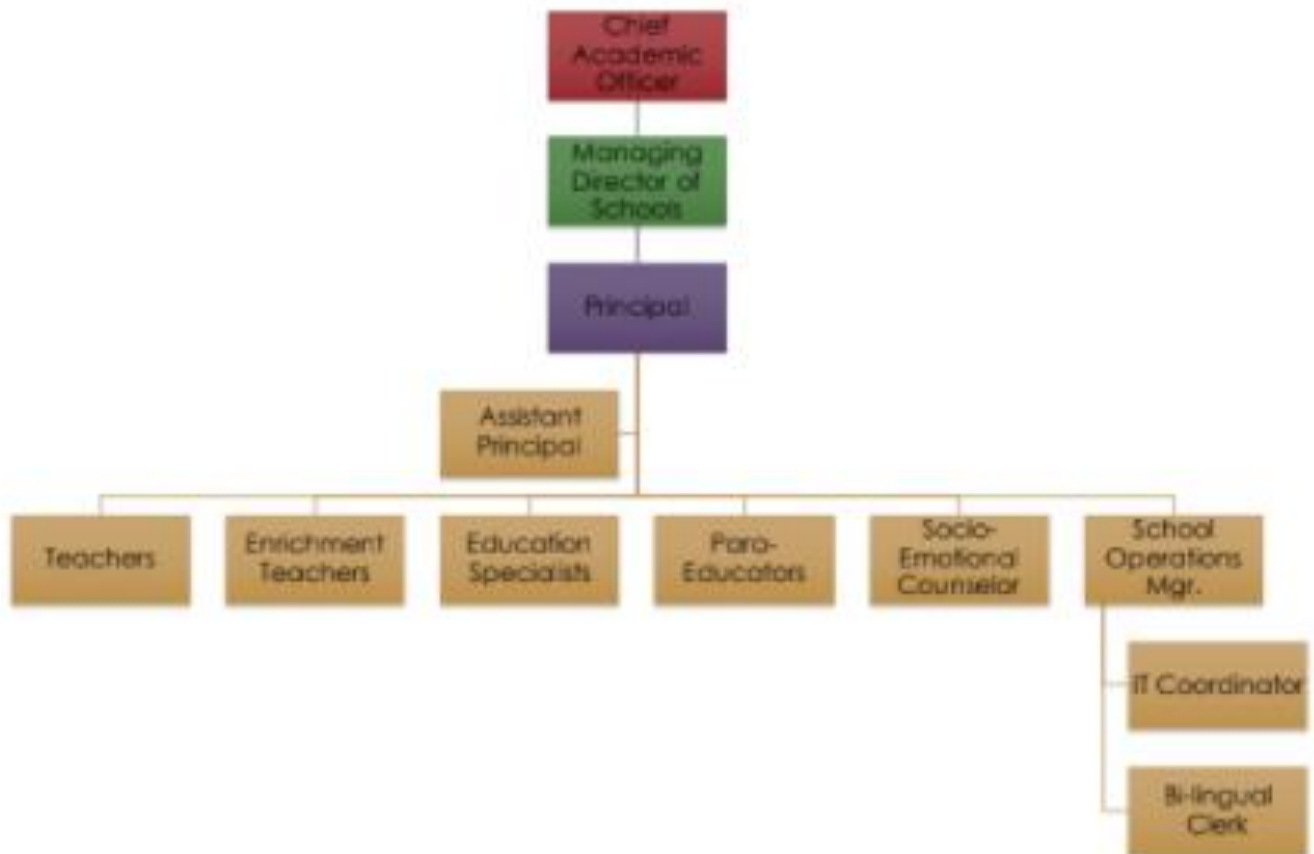 Chief
Academic
Officer
Managing
Director of
Schools
Principal
Assistant
Principal
Teachers
Enrichment
Teachers
Education
Specialists
Para-
Educators
Socio-
Emotional
Counselor
School
Operations
Mgr.
IT Coordinator
Bi-lingual
Clerk